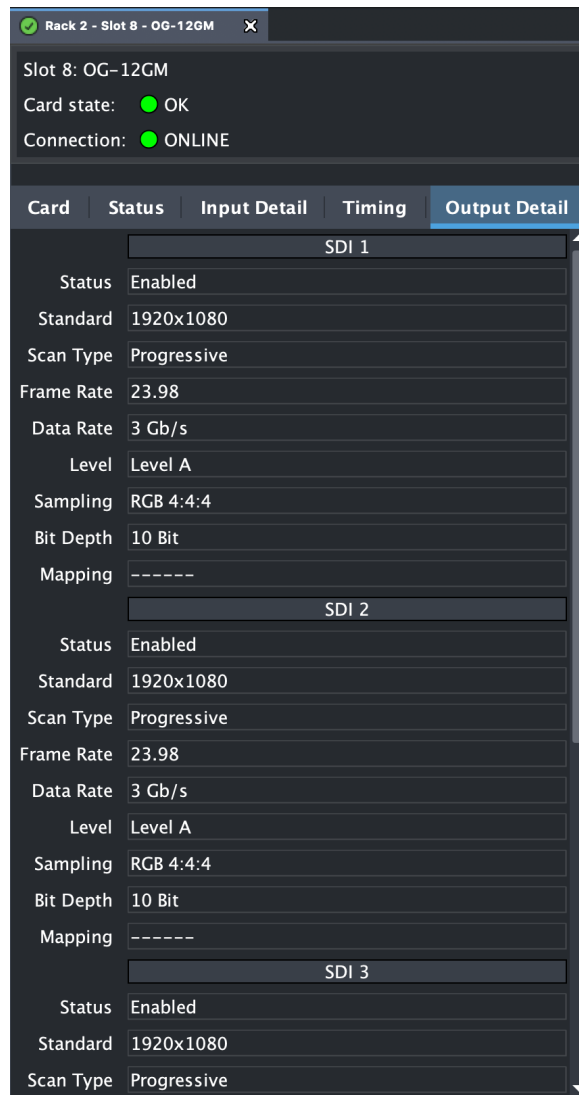 Rack 2 - Slot 8 - OG-12GM
Slot 8: OG-12GM
Card state: OK
Connection: ONLINE
Card Status Input Detail Timing Output Detail
SDI 1
Status Enabled
Standard 1920x1080
Scan Type Progressive
Frame Rate 23.98
Data Rate 3 Gb/s
Level Level A
Sampling RGB 4:4:4
Bit Depth 10 Bit
Mapping ------
SDI 2
Status Enabled
Standard 1920x1080
Scan Type Progressive
Frame Rate 23.98
Data Rate 3 Gb/s
Level Level A
Sampling RGB 4:4:4
Bit Depth 10 Bit
Mapping ------
SDI 3
Status Enabled
Standard 1920x1080
Scan Type Progressive